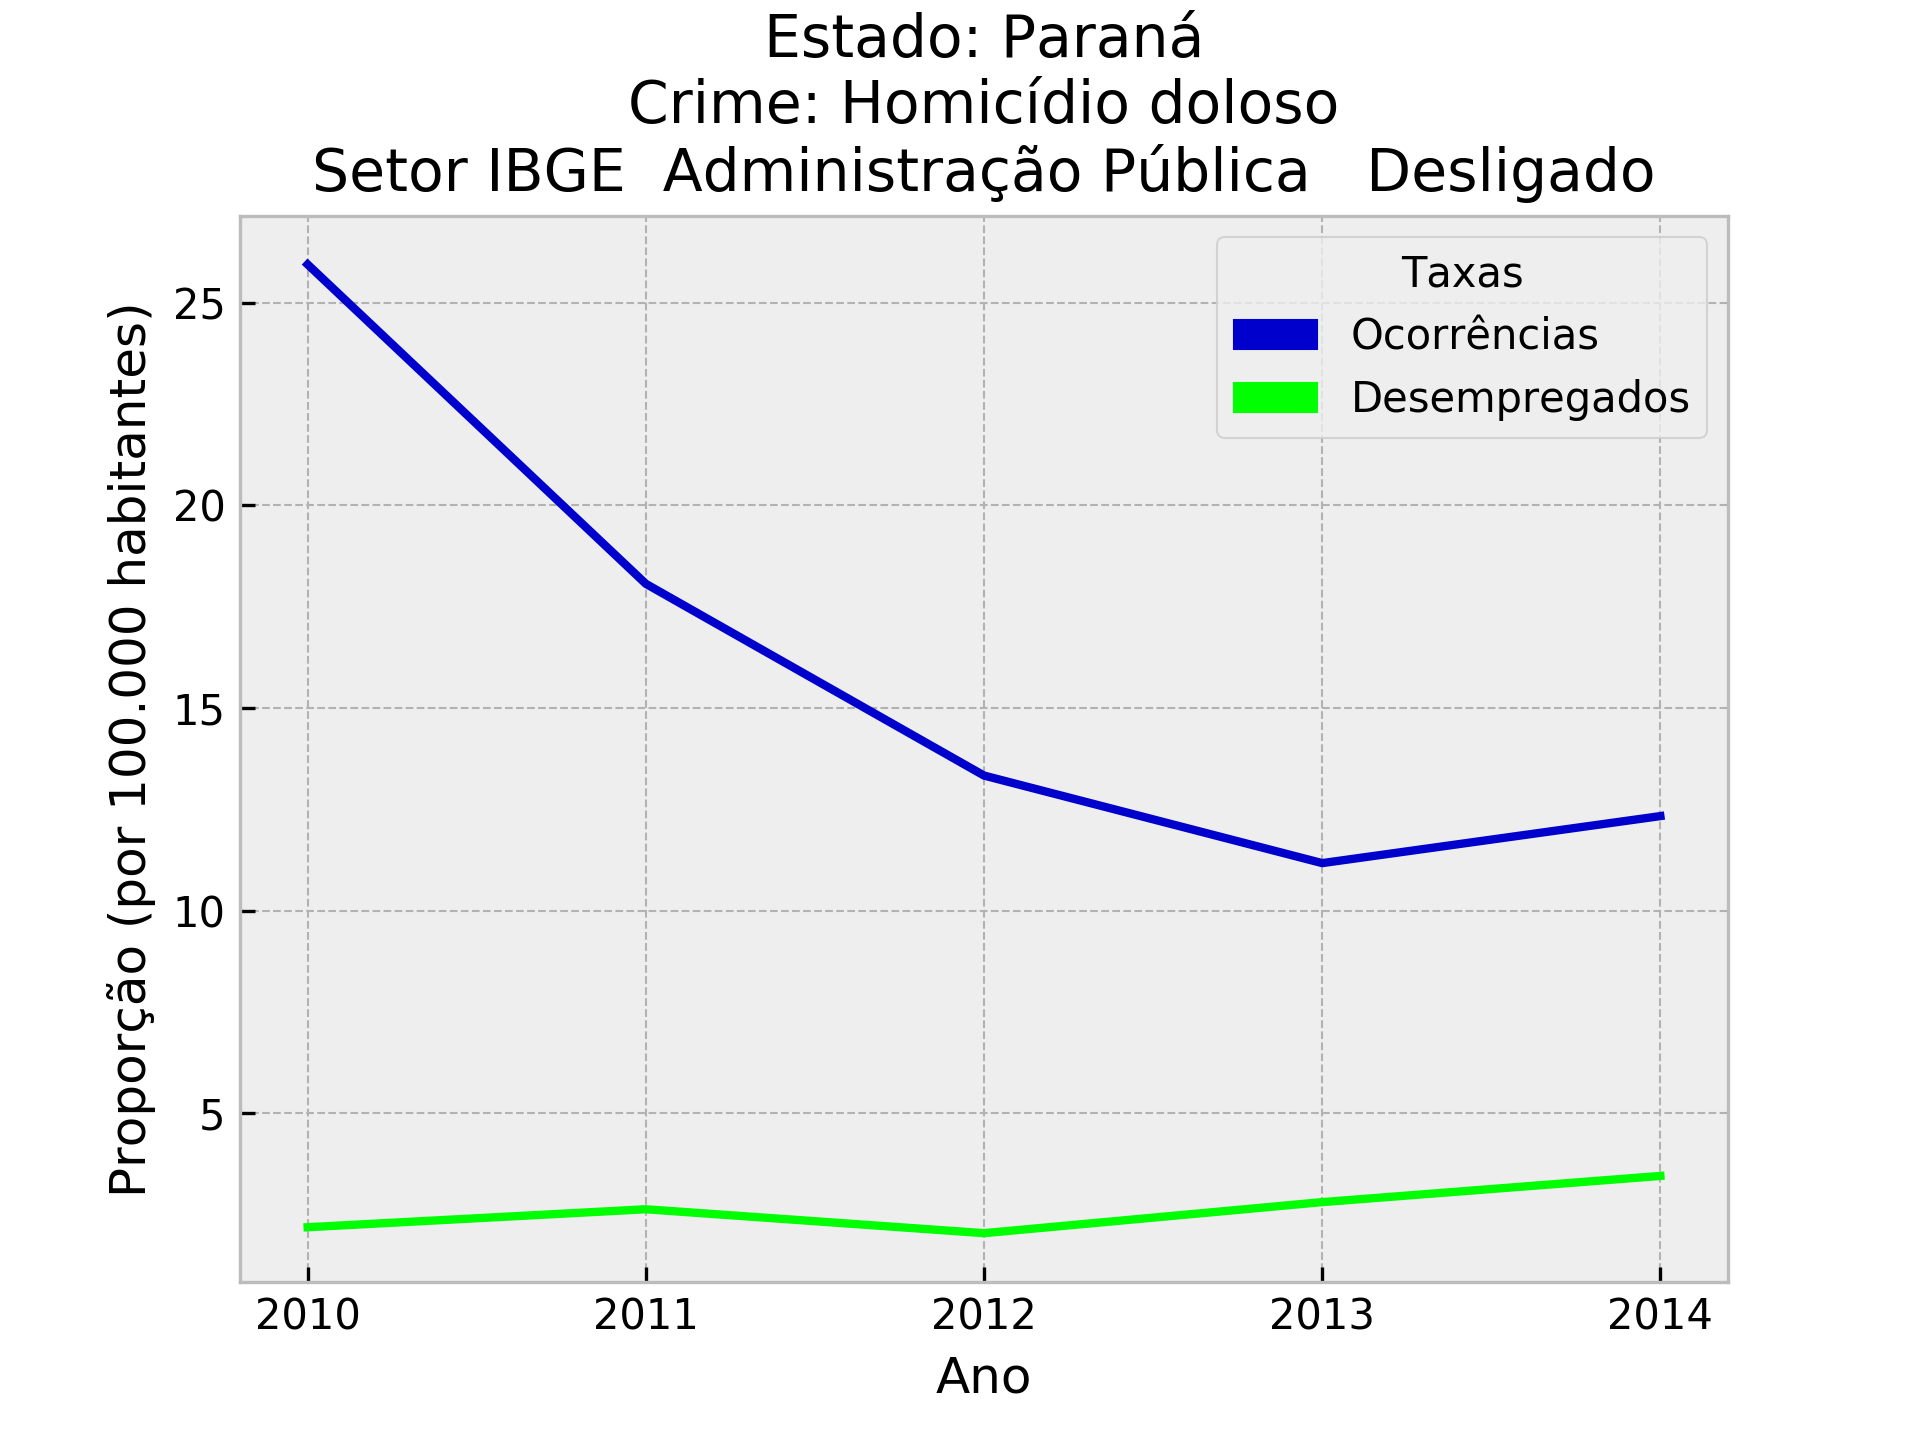 Estado: Paraná
Crime: Homicídio doloso
Setor IBGE  Administração Pública   Desligado
Taxas
Ocorrências
Desempregados
Proporção (por 100.000 habitantes)
25
20
15
10
5
2010 2011 2012 2013 2014
Ano